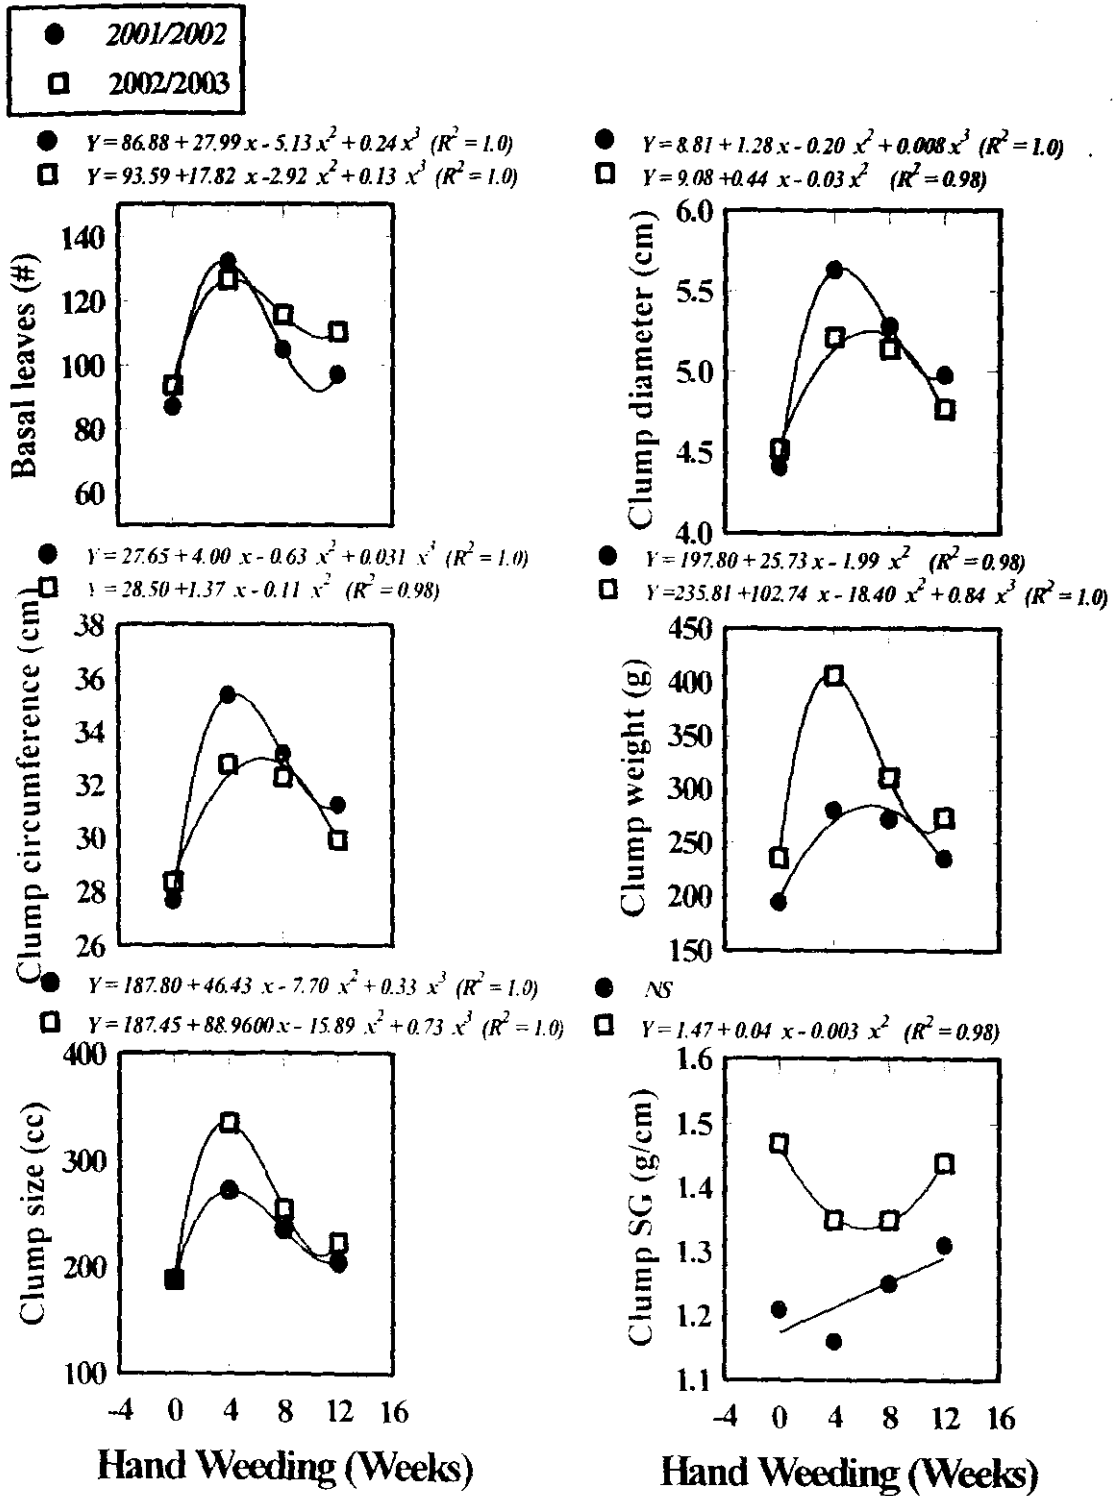 2001/2002
2002/2003
Y = 86.88 + 27.99 x - 5.13 x² + 0.24 x³ (R² = 1.0)
Y = 93.59 +17.82 x -2.92 x² + 0.13 x³ (R² = 1.0)
140
120
100
80
60
Basal leaves (#)
Y = 8.81 + 1.28 x - 0.20 x² + 0.008 x³ (R² = 1.0)
Y = 9.08 +0.44 x - 0.03 x² (R² = 0.98)
6.0
5.5
5.0
4.5
4.0
Clump diameter (cm)
Y = 27.65 + 4.00 x - 0.63 x² + 0.031 x³ (R² = 1.0)
Y = 28.50 +1.37 x - 0.11 x² (R² = 0.98)
38
36
34
32
30
28
26
Clump circumference (cm)
Y = 197.80 + 25.73 x - 1.99 x² (R² = 0.98)
Y =235.81 +102.74 x - 18.40 x² + 0.84 x³ (R² = 1.0)
450
400
350
300
250
200
150
Clump weight (g)
Y = 187.80 + 46.43 x - 7.70 x² + 0.33 x³ (R² = 1.0)
Y = 187.45 + 88.9600 x - 15.89 x² + 0.73 x³ (R² = 1.0)
400
300
200
100
Clump size (cc)
-4 0 4 8 12 16
Hand Weeding (Weeks)
NS
Y = 1.47 + 0.04 x - 0.003 x² (R² = 0.98)
1.6
1.5
1.4
1.3
1.2
1.1
Clump SG (g/cm)
-4 0 4 8 12 16
Hand Weeding (Weeks)